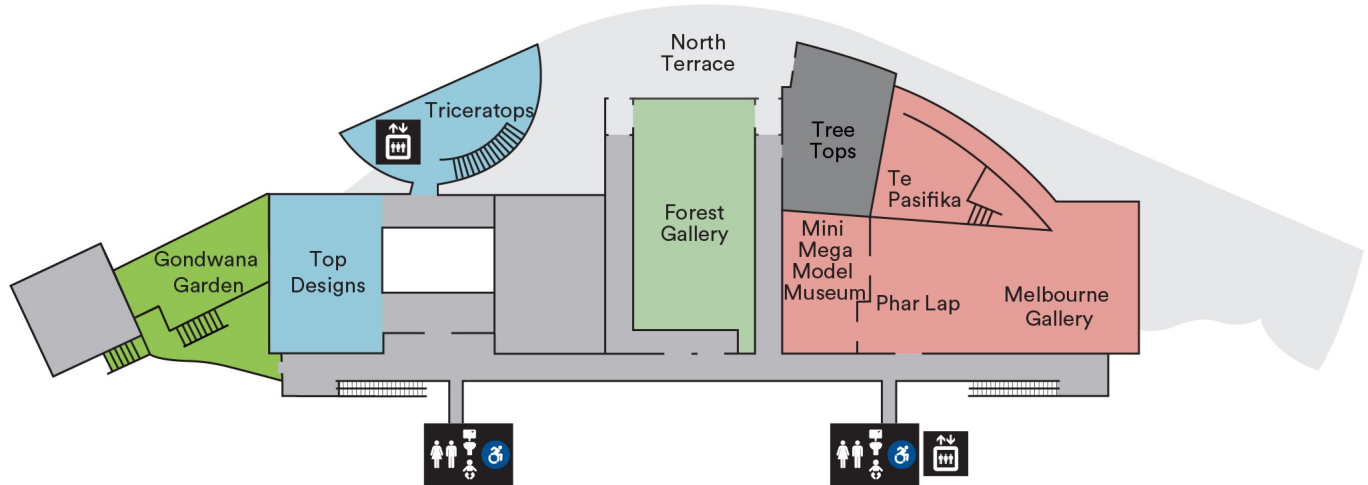 North
Terrace
Triceratops
Tree
Tops
Te
Pasifika
Forest
Gallery
Mini
Mega
Model
Museum
Gondwana
Garden
Top
Designs
Phar Lap
Melbourne
Gallery